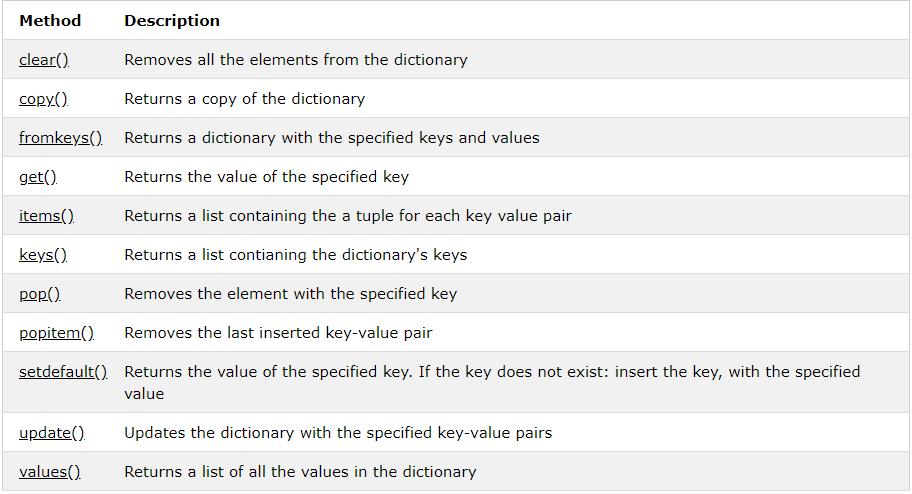 Method Description
clear() Removes all the elements from the dictionary
copy() Returns a copy of the dictionary
fromkeys() Returns a dictionary with the specified keys and values
get() Returns the value of the specified key
items() Returns a list containing the a tuple for each key value pair
keys() Returns a list contianing the dictionary's keys
pop() Removes the element with the specified key
popitem() Removes the last inserted key-value pair
setdefault() Returns the value of the specified key. If the key does not exist: insert the key, with the specified
value
update() Updates the dictionary with the specified key-value pairs
values() Returns a list of all the values in the dictionary